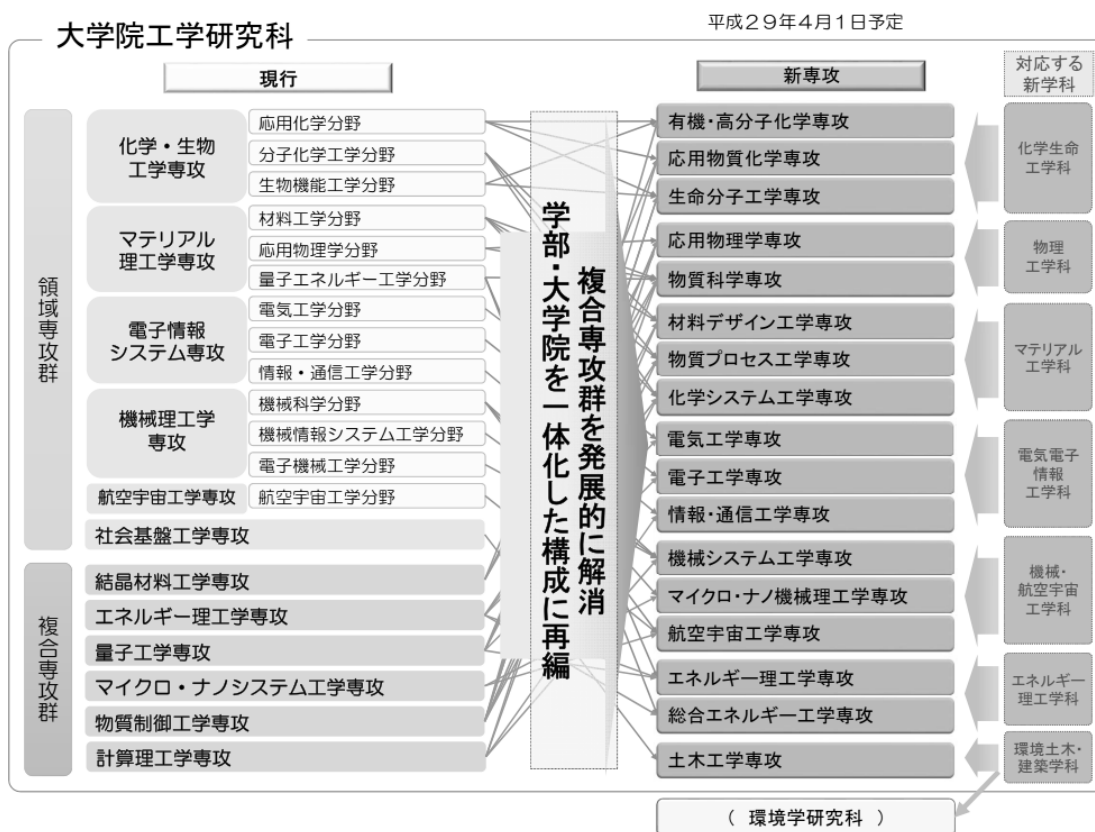 平成29年4月1日予定
大学院工学研究科
現行
新専攻
対応する
新学科
領域専攻群
化学・生物
工学専攻
応用化学分野
分子化学工学分野
生物機能工学分野
マテリアル
理工学専攻
材料工学分野
応用物理学分野
量子エネルギー工学分野
電子情報
システム専攻
電気工学分野
電子工学分野
情報・通信工学分野
機械理工学
専攻
機械科学分野
機械情報システム工学分野
電子機械工学分野
航空宇宙工学専攻
航空宇宙工学分野
社会基盤工学専攻
複合専攻群
結晶材料工学専攻
エネルギー理工学専攻
量子工学専攻
マイクロ・ナノシステム工学専攻
物質制御工学専攻
計算理工学専攻
複合専攻群を発展的に解消
学部・大学院を一体化した構成に再編
有機・高分子化学専攻
応用物質化学専攻
生命分子工学専攻
応用物理学専攻
物質科学専攻
材料デザイン工学専攻
物質プロセス工学専攻
化学システム工学専攻
電気工学専攻
電子工学専攻
情報・通信工学専攻
機械システム工学専攻
マイクロ・ナノ機械理工学専攻
航空宇宙工学専攻
エネルギー理工学専攻
総合エネルギー工学専攻
土木工学専攻
( 環境学研究科 )
化学生命
工学科
物理
工学科
マテリアル
工学科
電気電子
情報
工学科
機械・
航空宇宙
工学科
エネルギー
理工学科
環境土木・
建築学科